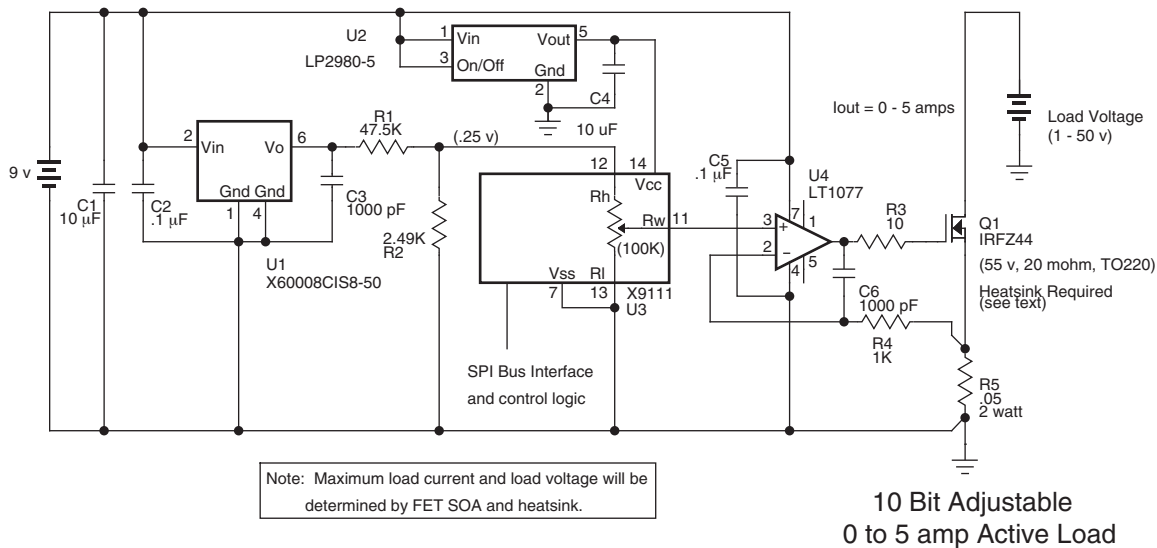 U2
LP2980-5
1
Vin
Vout
5
3
On/Off
Gnd
2
C4
10 uF
Iout = 0 - 5 amps
Load Voltage
(1 - 50 v)
R1
47.5K
(.25 v)
2
Vin
Vo
6
Gnd
Gnd
1
4
9 v
C1
10 µF
C2
.1 µF
C3
1000 pF
U1
X60008CIS8-50
2.49K
R2
12
14
Vcc
Rh
Rw
11
(100K)
Vss
Rl
7
13
X9111
U3
C5
.1 µF
U4
LT1077
3
+
7
1
2
–
4
5
R3
10
Q1
IRFZ44
(55 v, 20 mohm, TO220)
Heatsink Required
(see text)
C6
1000 pF
R4
1K
R5
.05
2 watt
SPI Bus Interface
and control logic
Note: Maximum load current and load voltage will be
determined by FET SOA and heatsink.
10 Bit Adjustable
0 to 5 amp Active Load